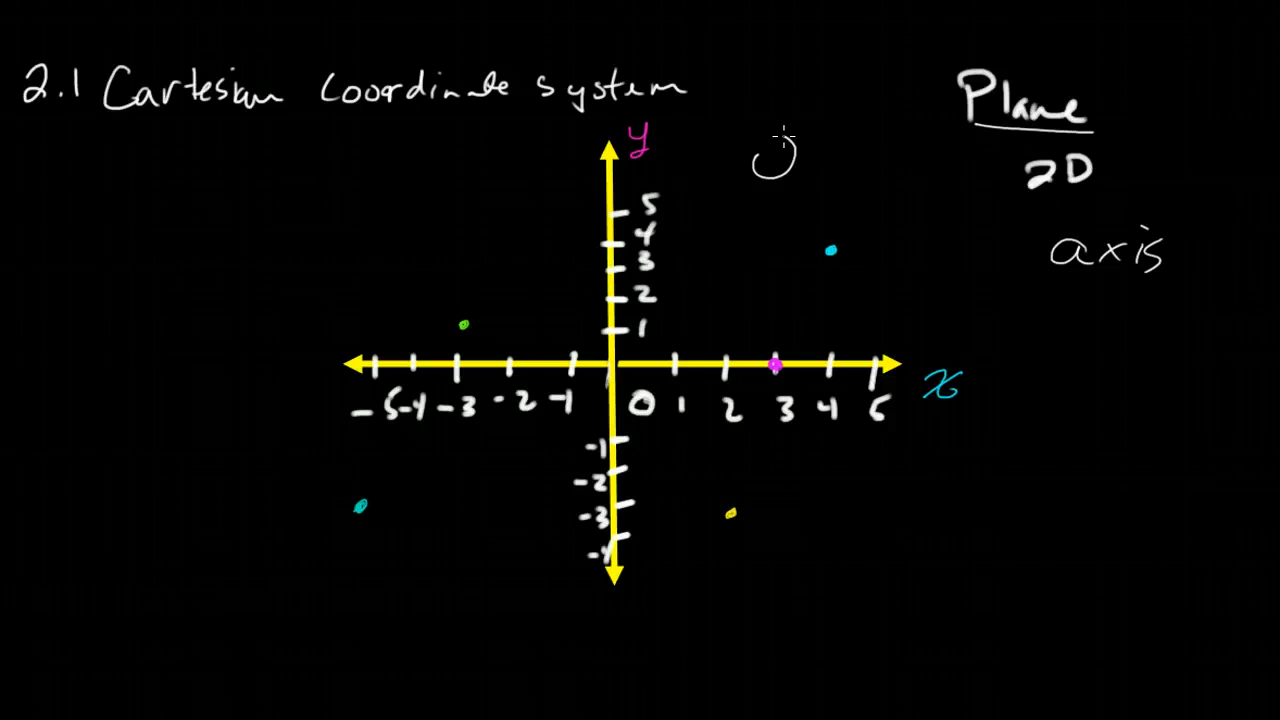 2.1 Cartesian coordinate system
Plane
2D
axis
y
5
4
3
2
1
x
-5 -4 -3 -2 -1 0 1 2 3 4 5
-1
-2
-3
-4